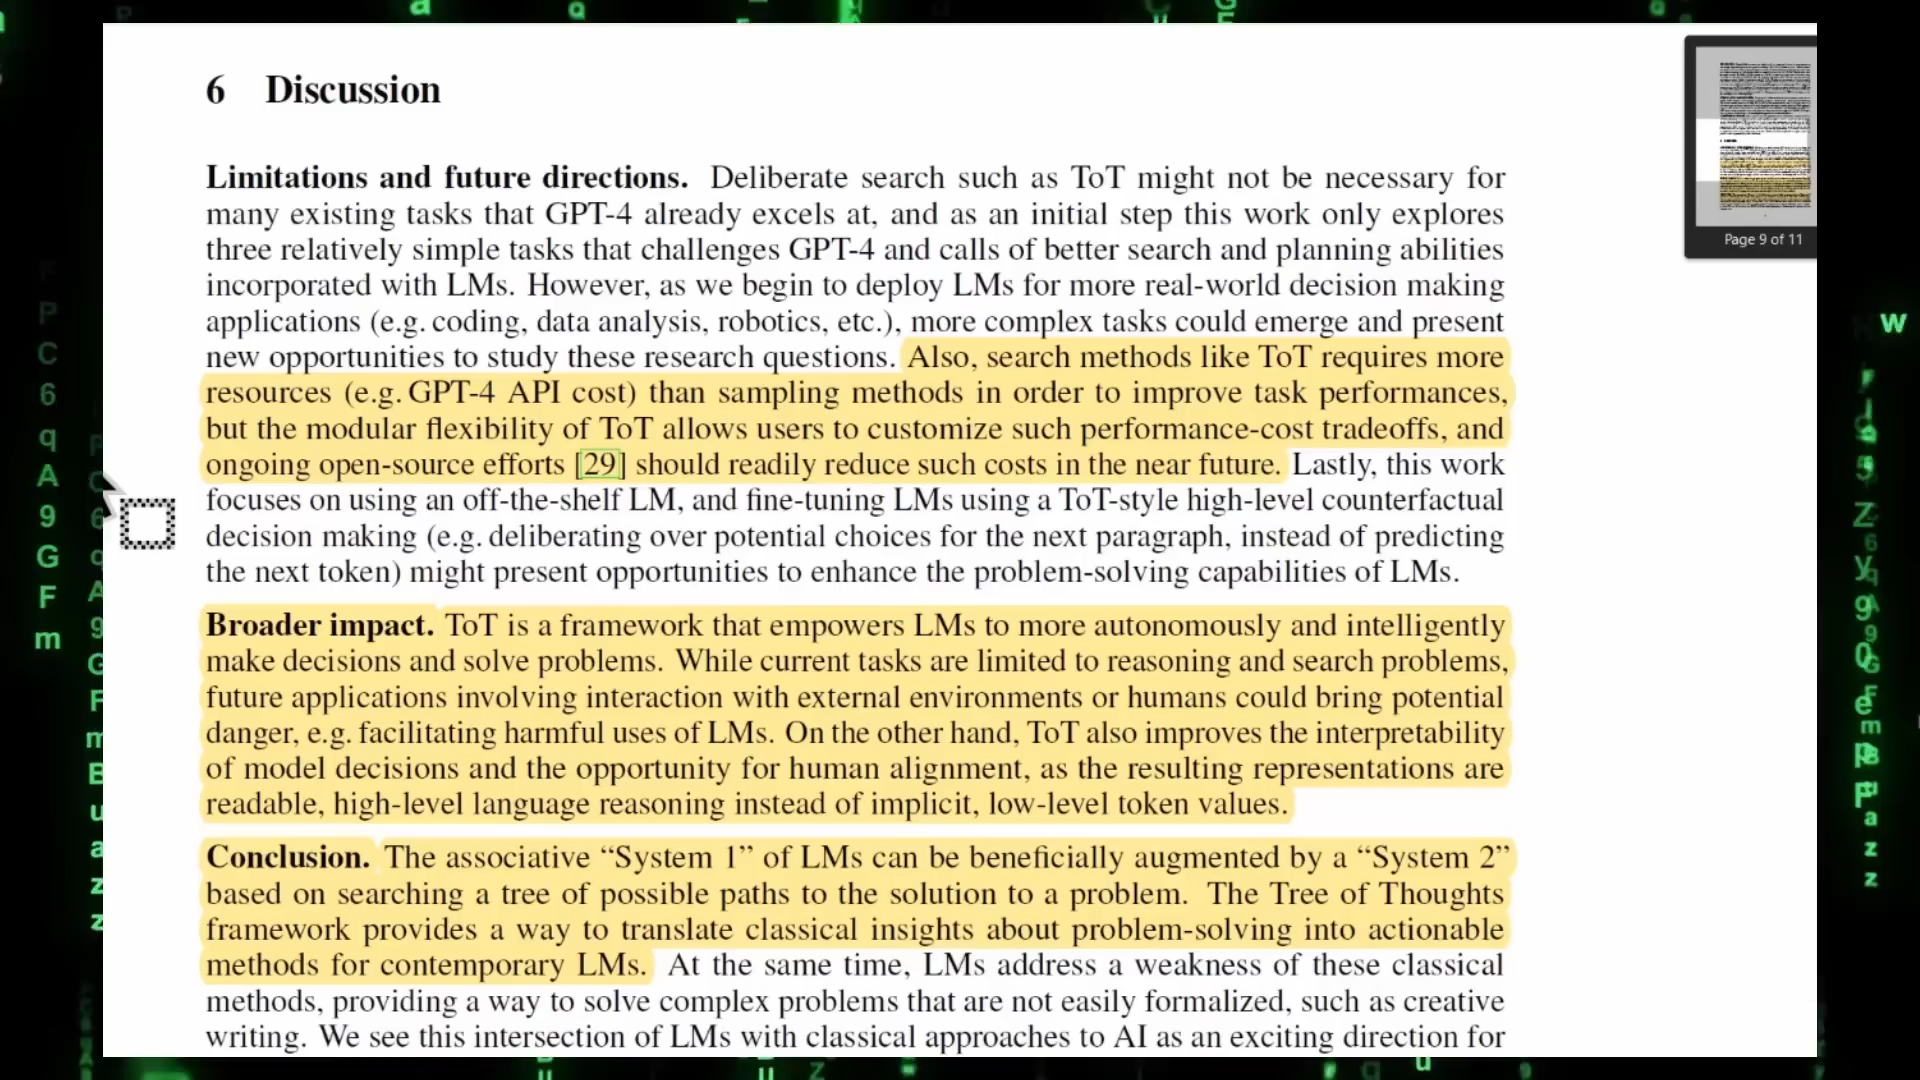 6 Discussion
Limitations and future directions. Deliberate search such as ToT might not be necessary for
many existing tasks that GPT-4 already excels at, and as an initial step this work only explores
three relatively simple tasks that challenges GPT-4 and calls of better search and planning abilities
incorporated with LMs. However, as we begin to deploy LMs for more real-world decision making
applications (e.g. coding, data analysis, robotics, etc.), more complex tasks could emerge and present
new opportunities to study these research questions. Also, search methods like ToT requires more
resources (e.g. GPT-4 API cost) than sampling methods in order to improve task performances,
but the modular flexibility of ToT allows users to customize such performance-cost tradeoffs, and
ongoing open-source efforts [29] should readily reduce such costs in the near future. Lastly, this work
focuses on using an off-the-shelf LM, and fine-tuning LMs using a ToT-style high-level counterfactual
decision making (e.g. deliberating over potential choices for the next paragraph, instead of predicting
the next token) might present opportunities to enhance the problem-solving capabilities of LMs.
Broader impact. ToT is a framework that empowers LMs to more autonomously and intelligently
make decisions and solve problems. While current tasks are limited to reasoning and search problems,
future applications involving interaction with external environments or humans could bring potential
danger, e.g. facilitating harmful uses of LMs. On the other hand, ToT also improves the interpretability
of model decisions and the opportunity for human alignment, as the resulting representations are
readable, high-level language reasoning instead of implicit, low-level token values.
Conclusion. The associative “System 1” of LMs can be beneficially augmented by a “System 2”
based on searching a tree of possible paths to the solution to a problem. The Tree of Thoughts
framework provides a way to translate classical insights about problem-solving into actionable
methods for contemporary LMs. At the same time, LMs address a weakness of these classical
methods, providing a way to solve complex problems that are not easily formalized, such as creative
writing. We see this intersection of LMs with classical approaches to AI as an exciting direction for
Page 9 of 11